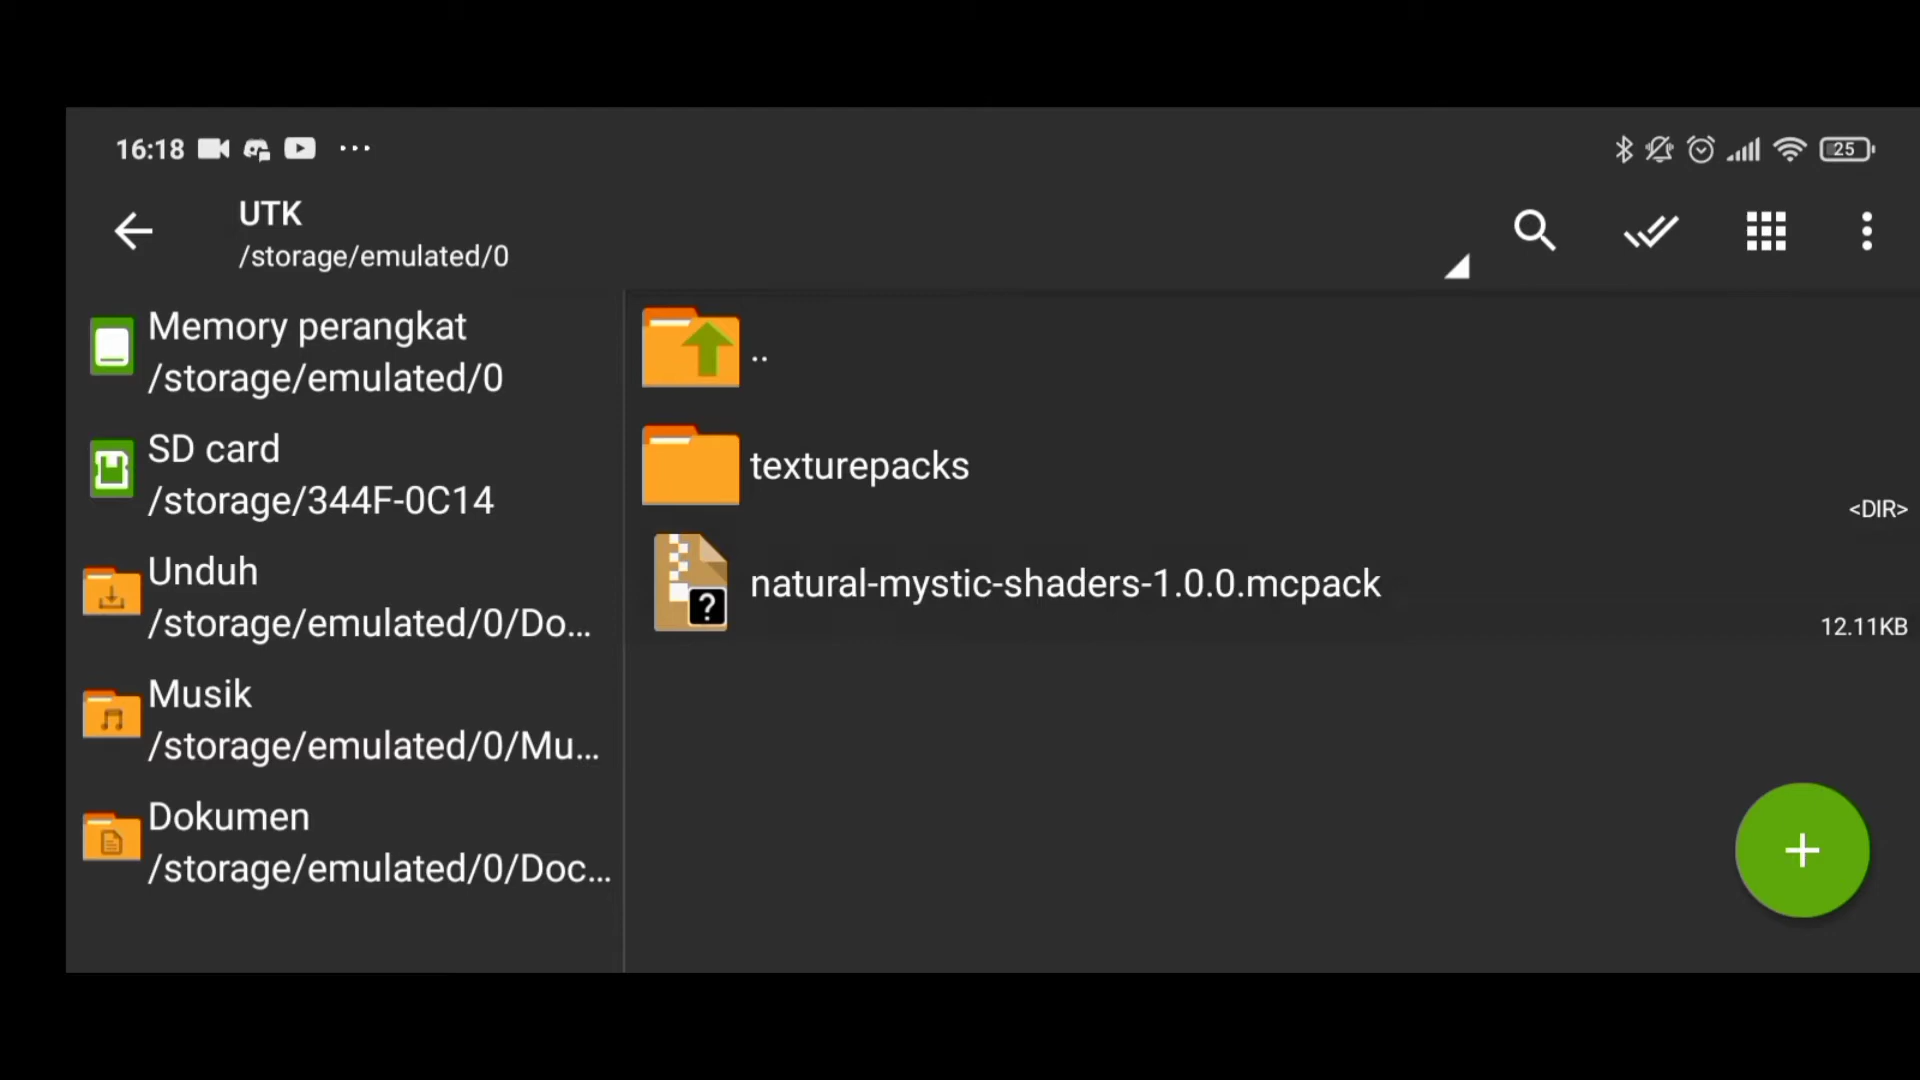 16:18
25
UTK
/storage/emulated/0
Memory perangkat
/storage/emulated/0
SD card
/storage/344F-0C14
Unduh
/storage/emulated/0/Do...
Musik
/storage/emulated/0/Mu...
Dokumen
/storage/emulated/0/Doc...
..
texturepacks
<DIR>
natural-mystic-shaders-1.0.0.mcpack
12.11KB